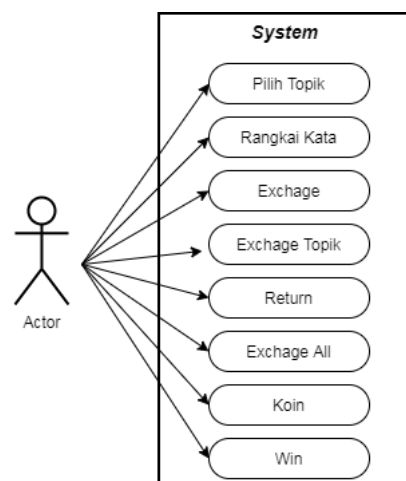 System
Pilih Topik
Rangkai Kata
Exchage
Exchage Topik
Return
Exchage All
Koin
Win
Actor